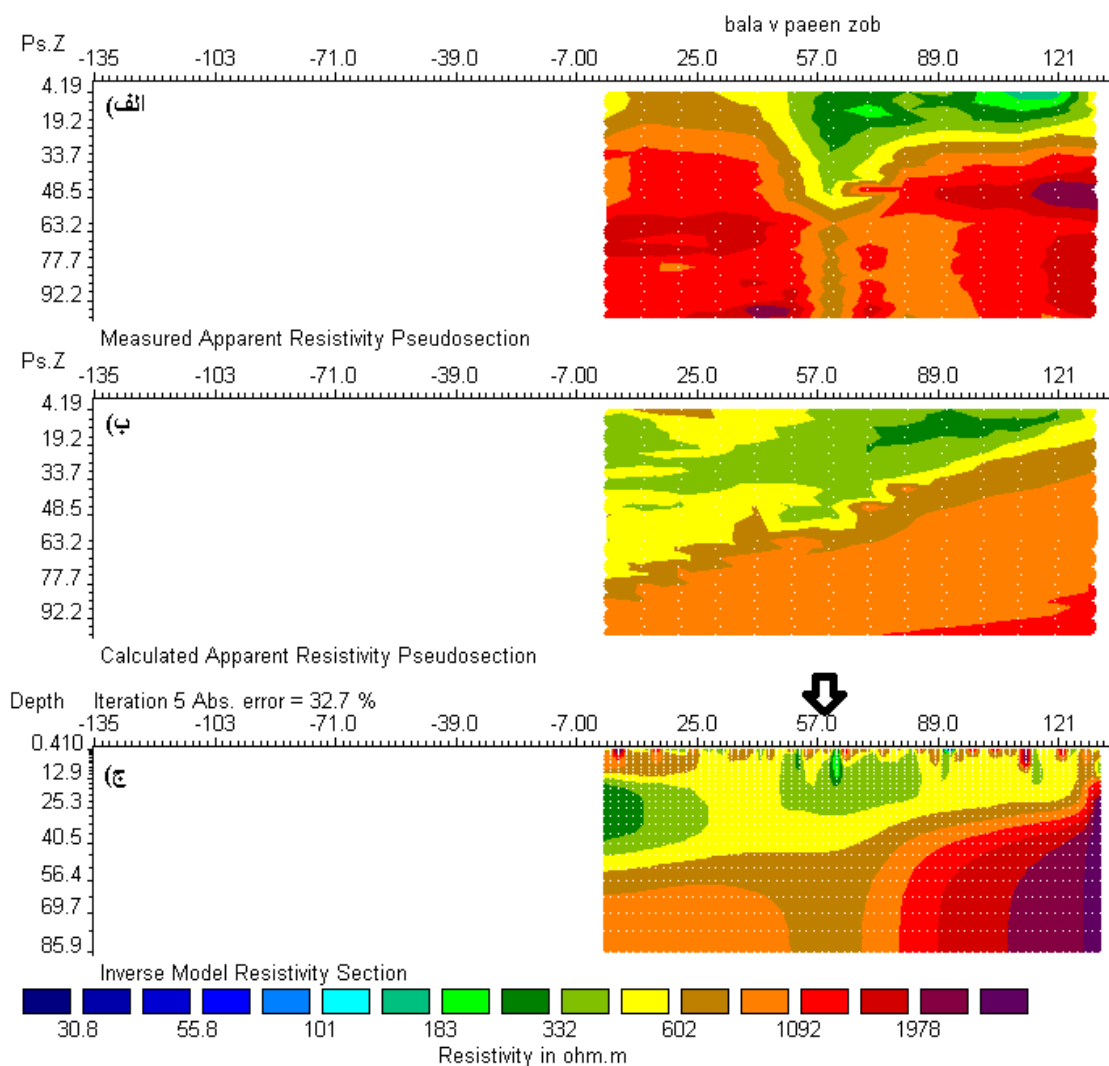 bala v paeen zob
Ps.Z
-135 -103 -71.0 -39.0 -7.00 25.0 57.0 89.0 121
4.19
19.2
33.7
48.5
63.2
77.7
92.2
الف)
Measured Apparent Resistivity Pseudosection
Ps.Z
-135 -103 -71.0 -39.0 -7.00 25.0 57.0 89.0 121
4.19
19.2
33.7
48.5
63.2
77.7
92.2
ب)
Calculated Apparent Resistivity Pseudosection
Depth Iteration 5 Abs. error = 32.7 %
-135 -103 -71.0 -39.0 -7.00 25.0 57.0 89.0 121
0.410
12.9
25.3
40.5
56.4
69.7
85.9
ج)
Inverse Model Resistivity Section
30.8 55.8 101 183 332 602 1092 1978
Resistivity in ohm.m